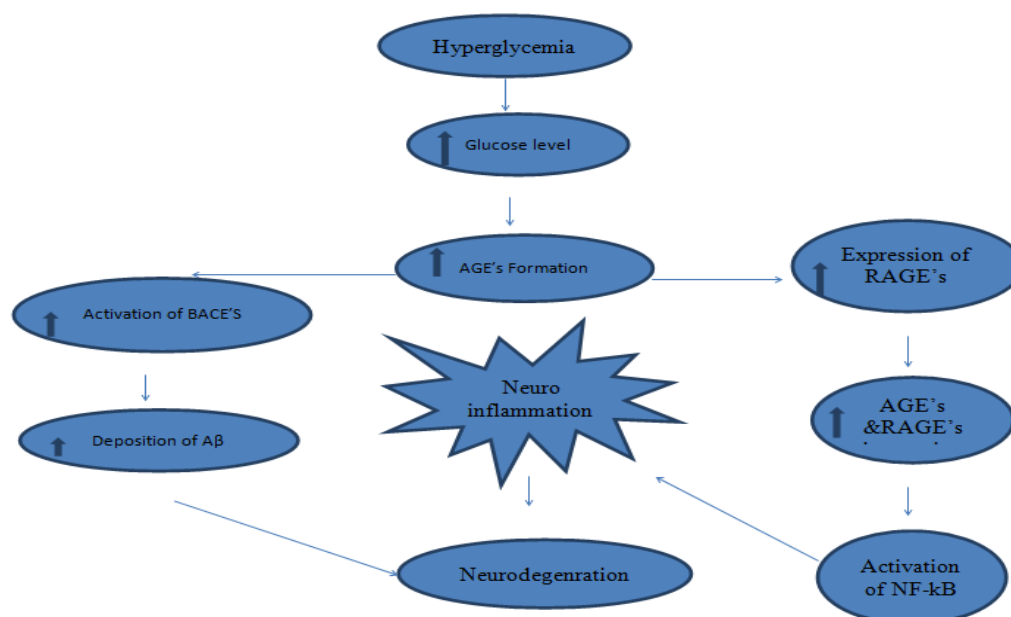 Hyperglycemia
Glucose level
AGE's Formation
Expression of
RAGE's
Activation of BACE'S
Neuro
inflammation
AGE's
&RAGE's
Deposition of Aβ
Neurodegenration
Activation
of NF-kB